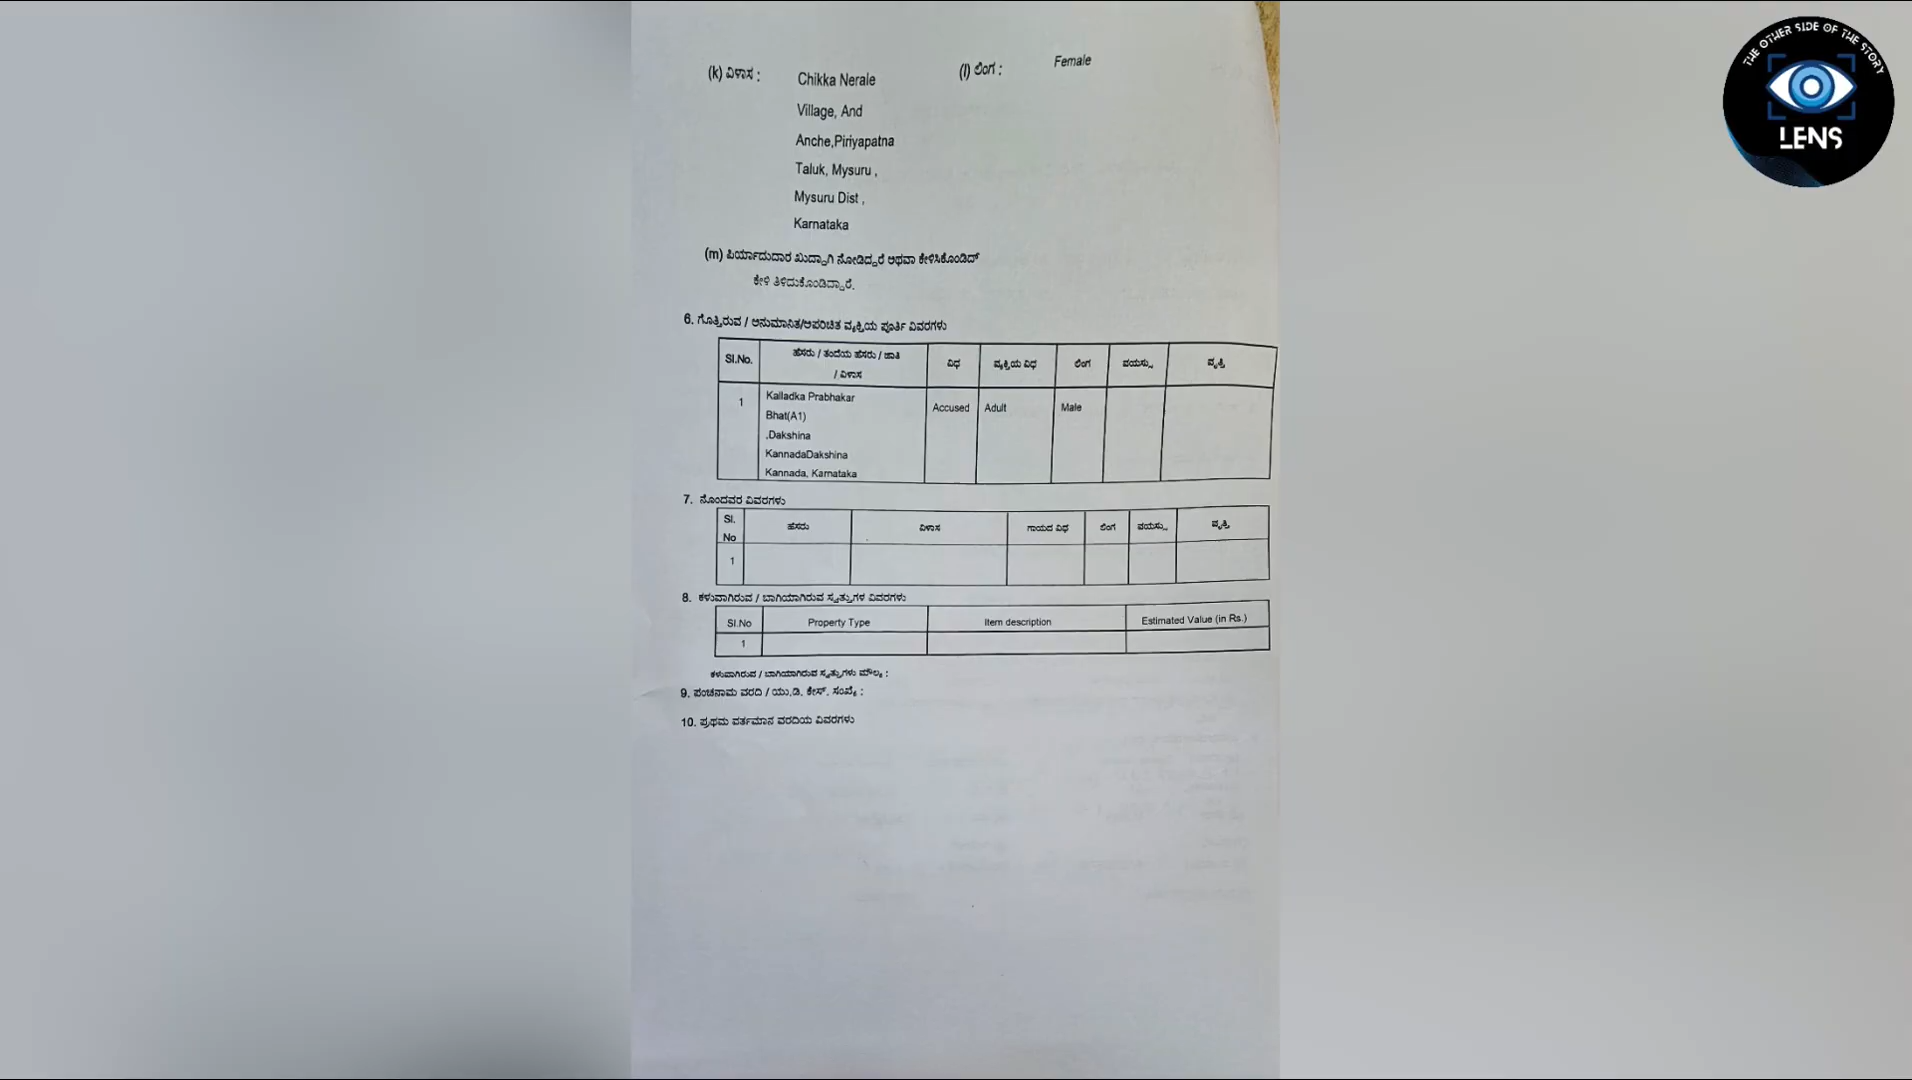 THE OTHER SIDE OF THE STORY
LENS
(k) ವಿಳಾಸ :
Chikka Nerale
Village, And
Anche,Piriyapatna
Taluk, Mysuru ,
Mysuru Dist ,
Karnataka
(l) ಲಿಂಗ :
Female
(m) ಪಿರ್ಯಾದುದಾರ ಖುದ್ದಾಗಿ ನೋಡಿದ್ದರೆ ಅಥವಾ ಕೇಳಿಸಿಕೊಂಡಿದ್
ಕೇಳಿ ತಿಳಿದುಕೊಂಡಿದ್ದಾರೆ.
6. ಗೊತ್ತಿರುವ / ಅನುಮಾನಿತ/ಅಪರಿಚಿತ ವ್ಯಕ್ತಿಯ ಪೂರ್ತಿ ವಿವರಗಳು
Sl.No.
ಹೆಸರು / ತಂದೆಯ ಹೆಸರು / ಜಾತಿ
/ ವಿಳಾಸ
ವಿಧ
ವ್ಯಕ್ತಿಯ ವಿಧ
ಲಿಂಗ
ವಯಸ್ಸು
ವೃತ್ತಿ
1
Kalladka Prabhakar
Bhat(A1)
,Dakshina
KannadaDakshina
Kannada, Karnataka
Accused
Adult
Male
7. ನೊಂದವರ ವಿವರಗಳು
Sl.
No
ಹೆಸರು
ವಿಳಾಸ
ಗಾಯದ ವಿಧ
ಲಿಂಗ
ವಯಸ್ಸು
ವೃತ್ತಿ
1
8. ಕಳುವಾಗಿರುವ / ಬಾಗಿಯಾಗಿರುವ ಸ್ವತ್ತುಗಳ ವಿವರಗಳು
Sl.No
Property Type
Item description
Estimated Value (in Rs.)
1
ಕಳುವಾಗಿರುವ / ಬಾಗಿಯಾಗಿರುವ ಸ್ವತ್ತುಗಳು ಮೌಲ್ಯ :
9. ಪಂಚನಾಮ ವರದಿ / ಯು.ಡಿ. ಕೇಸ್. ಸಂಖ್ಯೆ :
10. ಪ್ರಥಮ ವರ್ತಮಾನ ವರದಿಯ ವಿವರಗಳು